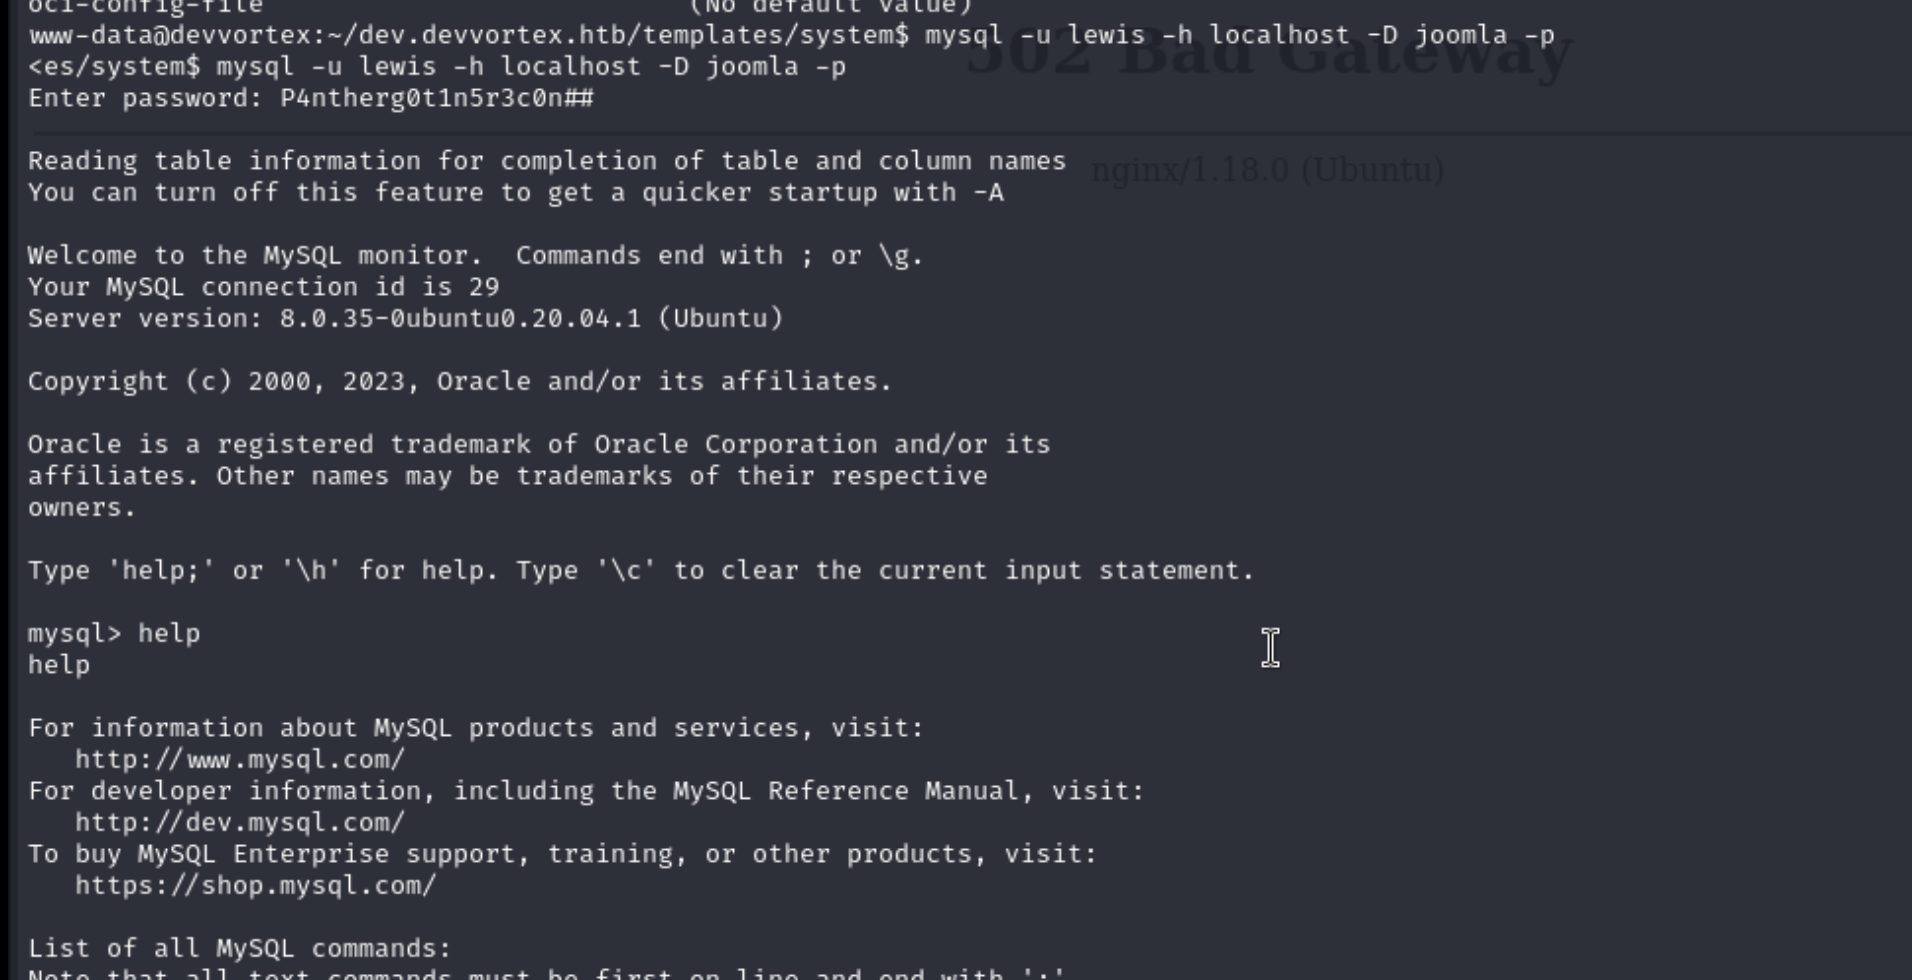 oci-config-file                           (No default value)
www-data@devvortex:~/dev.devvortex.htb/templates/system$ mysql -u lewis -h localhost -D joomla -p
<es/system$ mysql -u lewis -h localhost -D joomla -p
502 Bad Gateway
Enter password: P4ntherg0t1n5r3c0n##
Reading table information for completion of table and column names
nginx/1.18.0 (Ubuntu)
You can turn off this feature to get a quicker startup with -A
Welcome to the MySQL monitor.  Commands end with ; or \g.
Your MySQL connection id is 29
Server version: 8.0.35-0ubuntu0.20.04.1 (Ubuntu)
Copyright (c) 2000, 2023, Oracle and/or its affiliates.
Oracle is a registered trademark of Oracle Corporation and/or its
affiliates. Other names may be trademarks of their respective
owners.
Type 'help;' or '\h' for help. Type '\c' to clear the current input statement.
mysql> help
help
For information about MySQL products and services, visit:
   http://www.mysql.com/
For developer information, including the MySQL Reference Manual, visit:
   http://dev.mysql.com/
To buy MySQL Enterprise support, training, or other products, visit:
   https://shop.mysql.com/
List of all MySQL commands:
Note that all text commands must be first on line and end with ';'